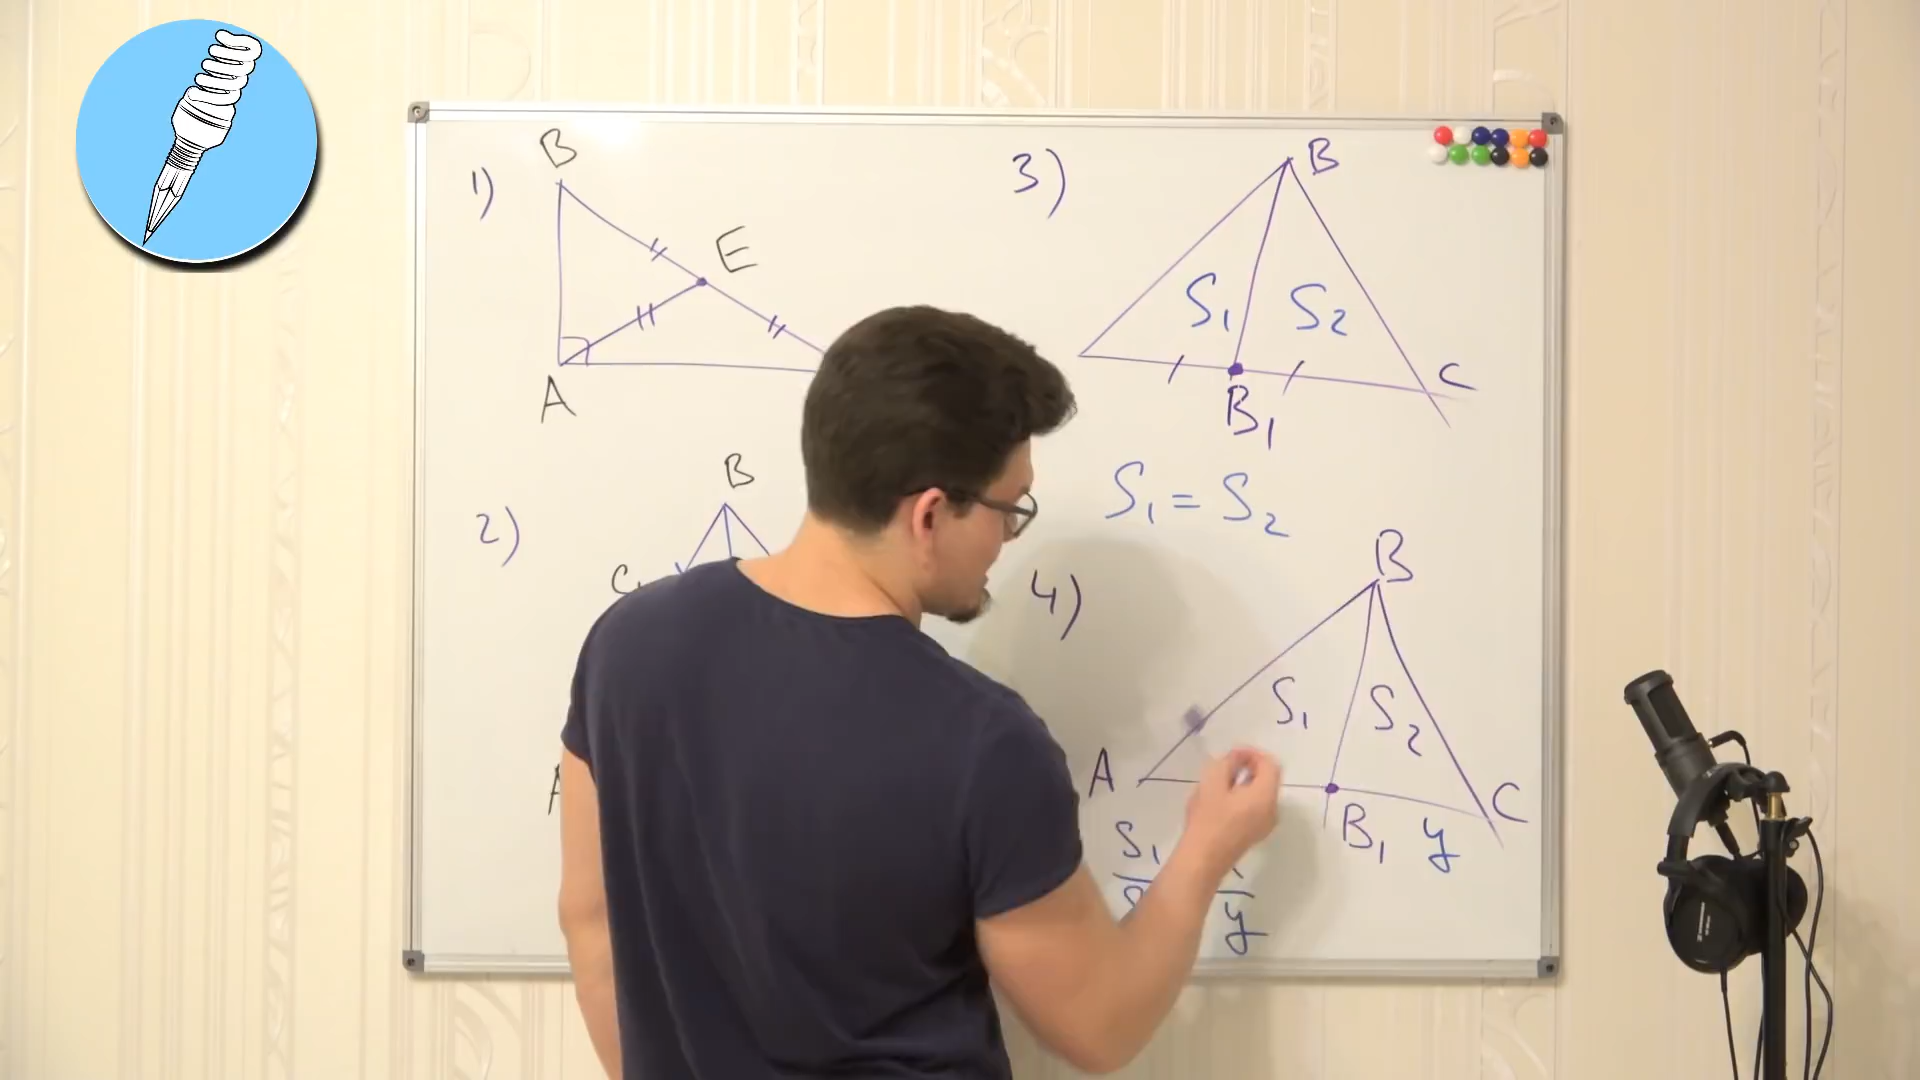 1)
B
E
A
2)
B
C
3)
B
S₁ S₂
C
B₁
S₁ = S₂
4)
B
S₁ S₂
A
C
B₁ y
S₁
y